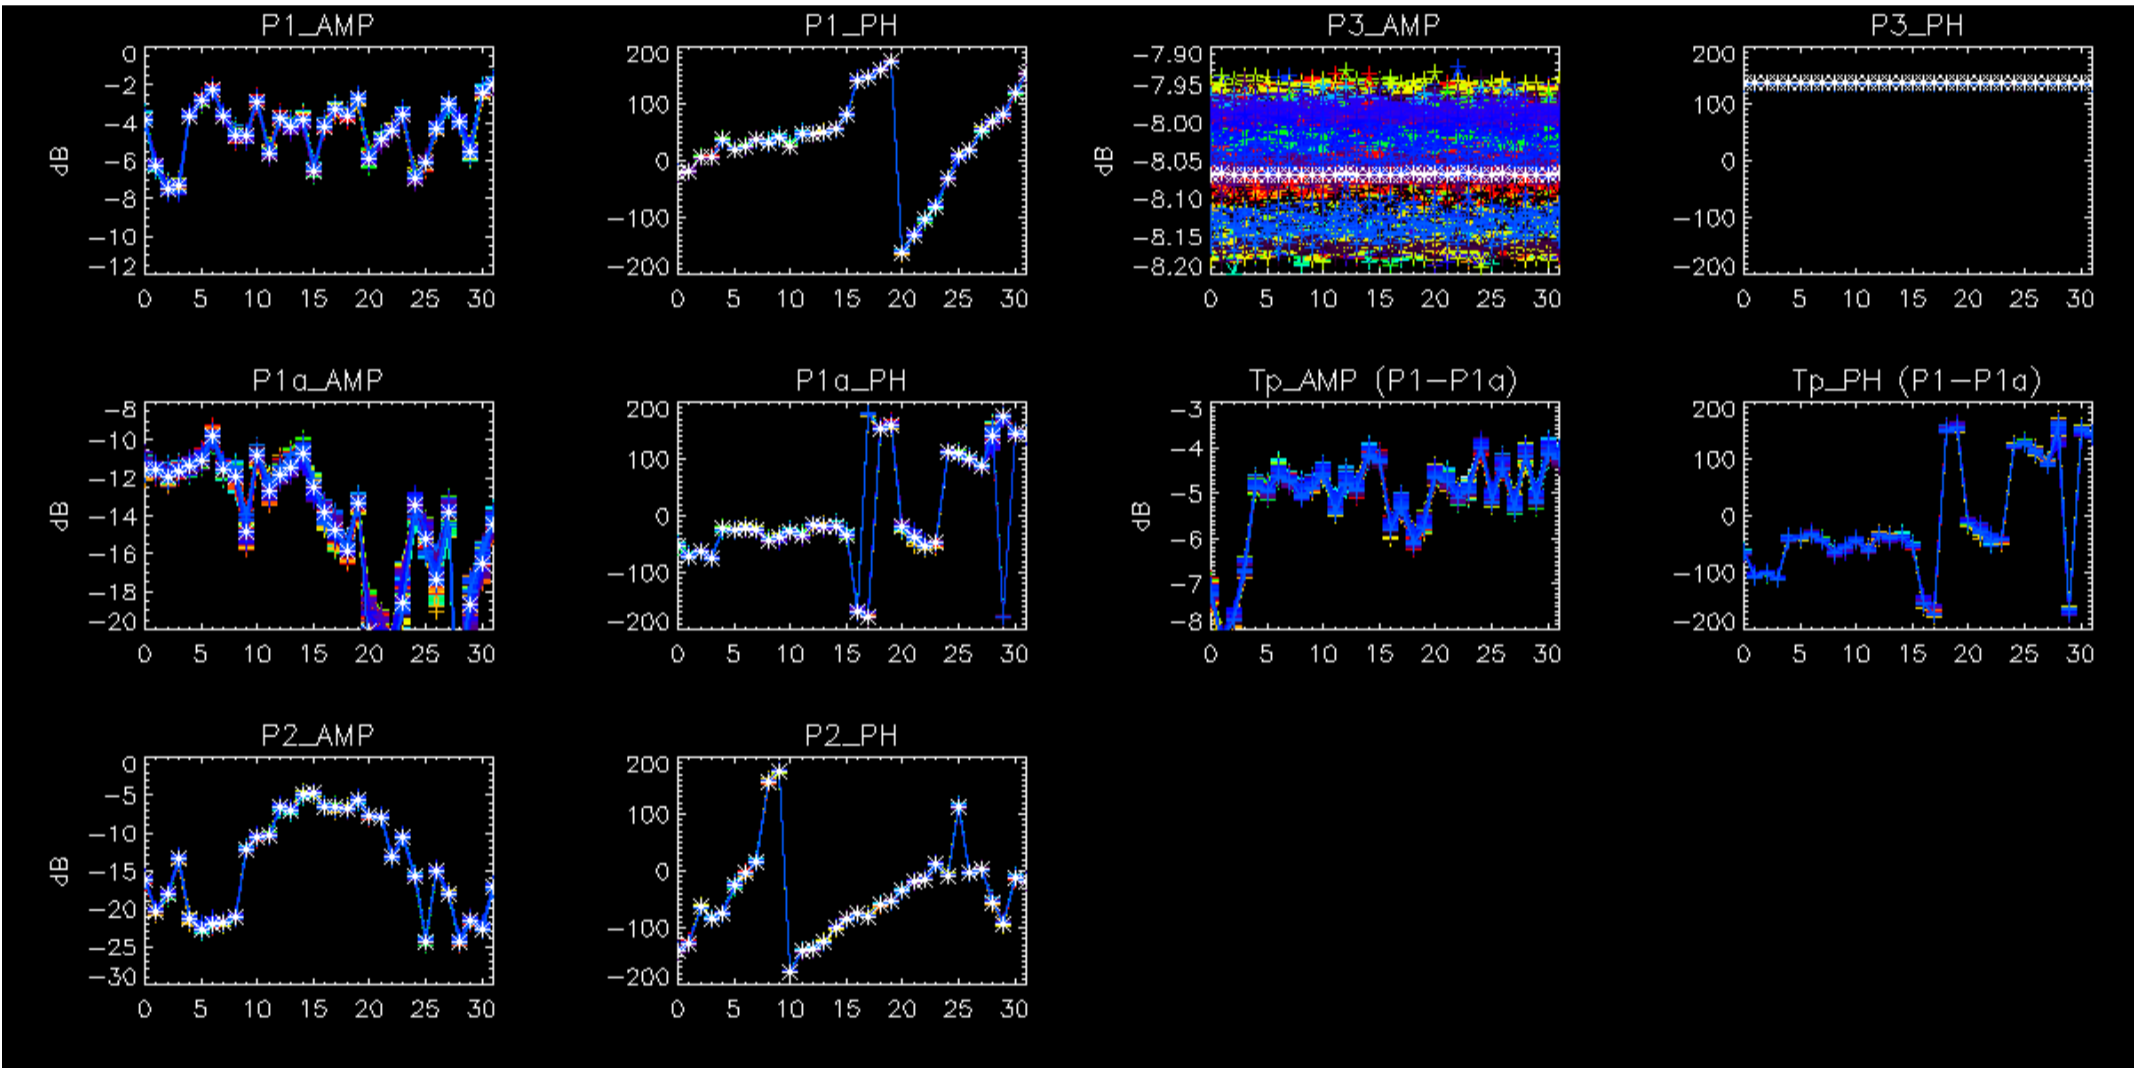 P1_AMP
0
-2
-4
-6
-8
-10
-12
dB
0 5 10 15 20 25 30
P1_PH
200
100
0
-100
-200
0 5 10 15 20 25 30
P3_AMP
-7.90
-7.95
-8.00
-8.05
-8.10
-8.15
-8.20
dB
0 5 10 15 20 25 30
P3_PH
200
100
0
-100
-200
0 5 10 15 20 25 30
P1a_AMP
-8
-10
-12
-14
-16
-18
-20
dB
0 5 10 15 20 25 30
P1a_PH
200
100
0
-100
-200
0 5 10 15 20 25 30
Tp_AMP (P1-P1a)
-3
-4
-5
-6
-7
-8
dB
0 5 10 15 20 25 30
Tp_PH (P1-P1a)
200
100
0
-100
-200
0 5 10 15 20 25 30
P2_AMP
0
-5
-10
-15
-20
-25
-30
dB
0 5 10 15 20 25 30
P2_PH
200
100
0
-100
-200
0 5 10 15 20 25 30